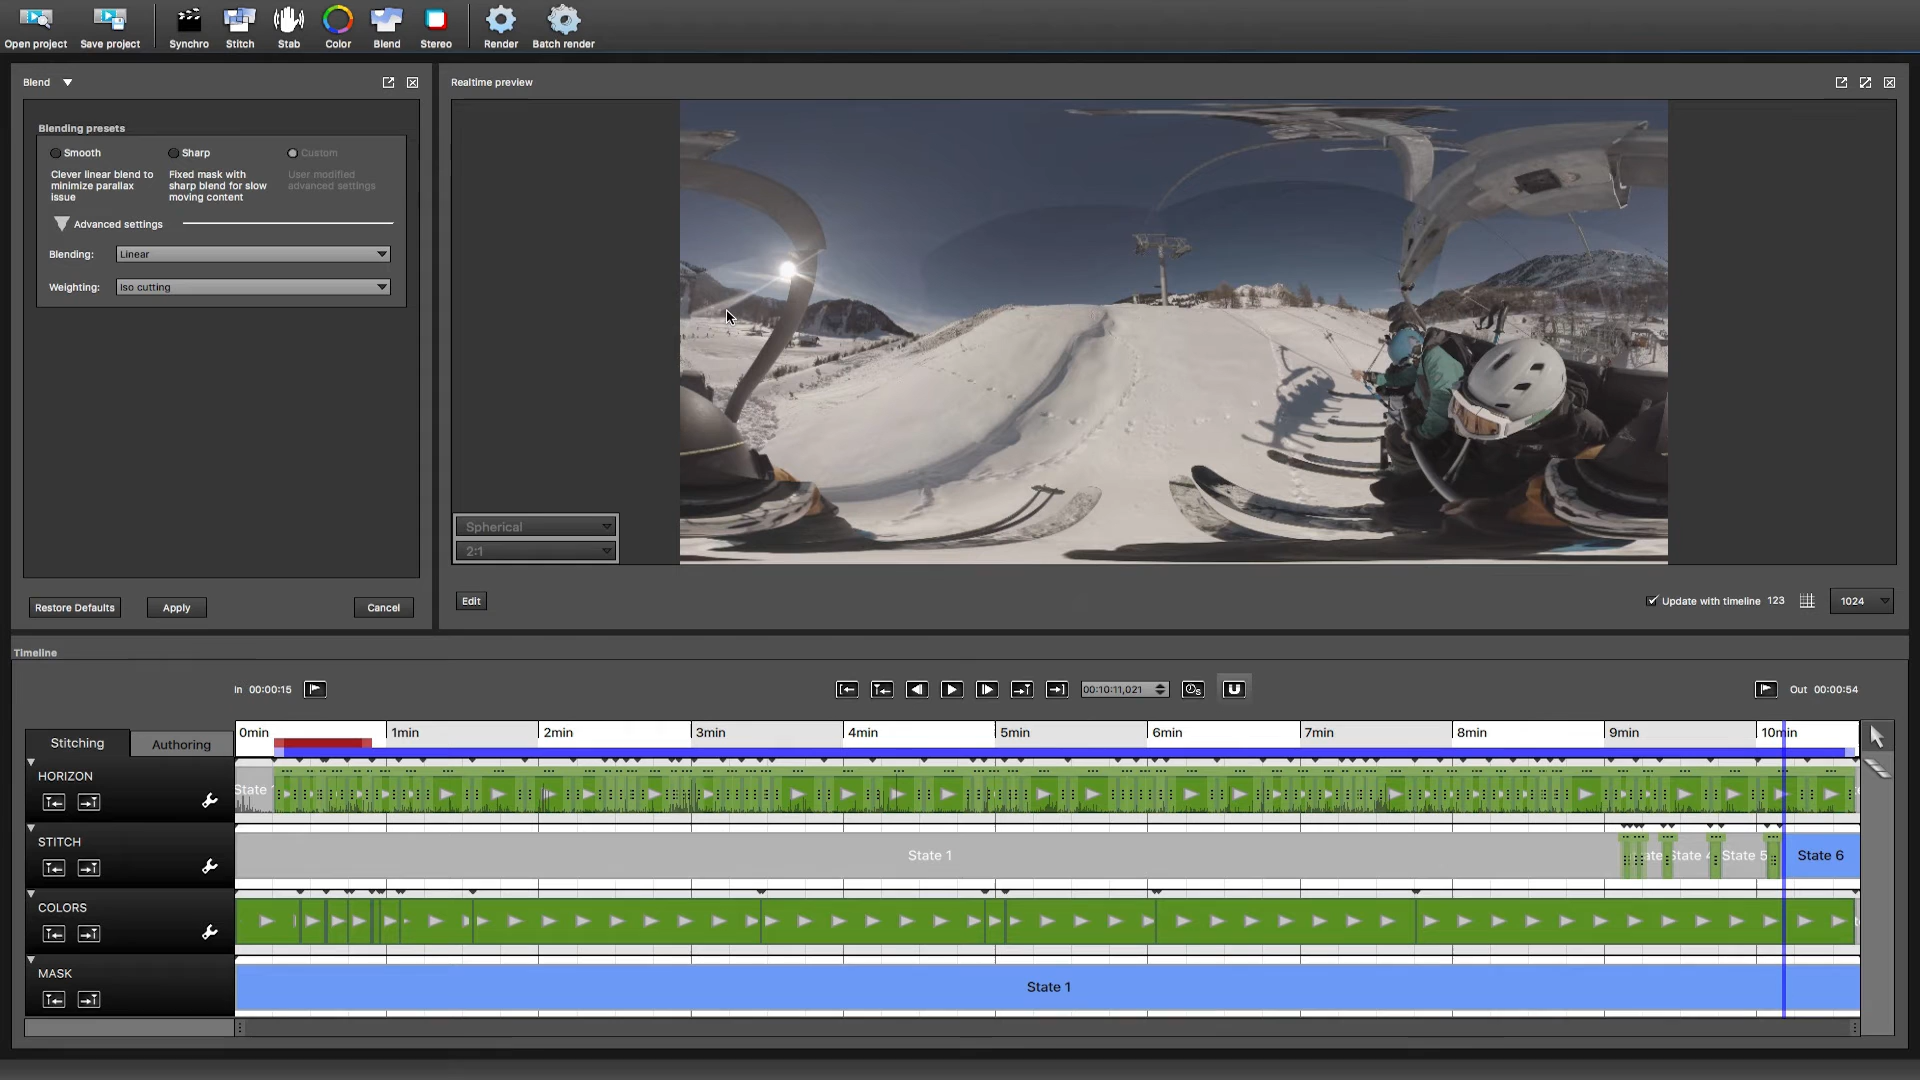 Open project Save project Synchro Stitch Stab Color Blend Stereo Render Batch render
Blend
Realtime preview
Blending presets
Smooth Sharp Custom
Clever linear blend to
minimize parallax
issue
Fixed mask with
sharp blend for slow
moving content
User modified
advanced settings
Advanced settings
Blending: Linear
Weighting: Iso cutting
Spherical
2:1
Restore Defaults Apply Cancel
Edit
Update with timeline 123 1024
Timeline
In 00:00:15 00:10:11,021 Out 00:00:54
Stitching Authoring
0min 1min 2min 3min 4min 5min 6min 7min 8min 9min 10min
HORIZON
State
STITCH
State 1 State 5 State 6
COLORS
MASK
State 1